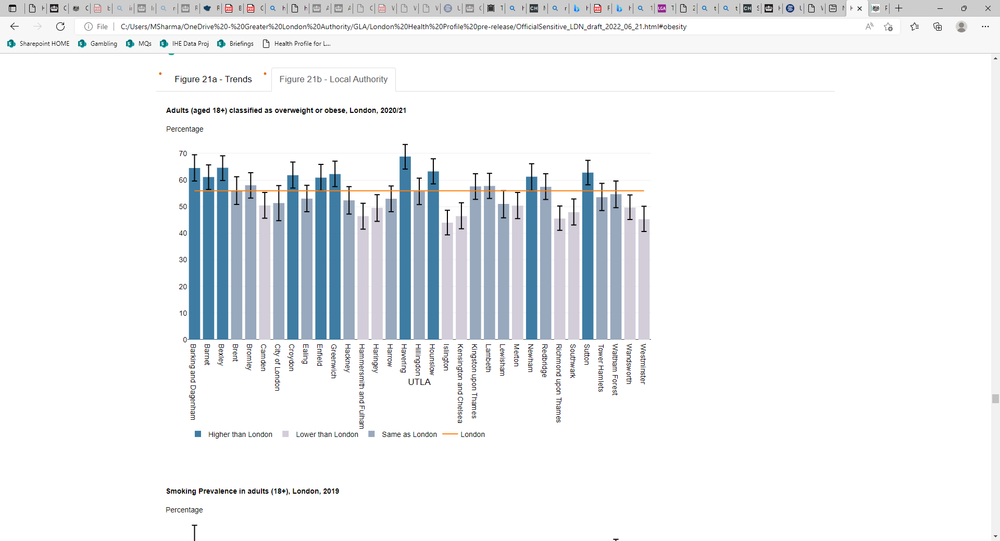 File
C:/Users/MSharma/OneDrive%20-%20Greater%20London%20Authority/GLA/London%20Health%20Profile%20pre-release/OfficialSensitive_LDN_draft_2022_06_21.html#obesity
Sharepoint HOME
Gambling
MQs
IHE Data Proj
Briefings
Health Profile for L...
Figure 21a - Trends
Figure 21b - Local Authority
Adults (aged 18+) classified as overweight or obese, London, 2020/21
Percentage
70
60
50
40
30
20
10
0
Barking and Dagenham
Barnet
Bexley
Brent
Bromley
Camden
City of London
Croydon
Ealing
Enfield
Greenwich
Hackney
Hammersmith and Fulham
Haringey
Harrow
Havering
Hillingdon
Hounslow
Islington
Kensington and Chelsea
Kingston upon Thames
Lambeth
Lewisham
Merton
Newham
Redbridge
Richmond upon Thames
Southwark
Sutton
Tower Hamlets
Waltham Forest
Wandsworth
Westminster
UTLA
Higher than London
Lower than London
Same as London
London
Smoking Prevalence in adults (18+), London, 2019
Percentage